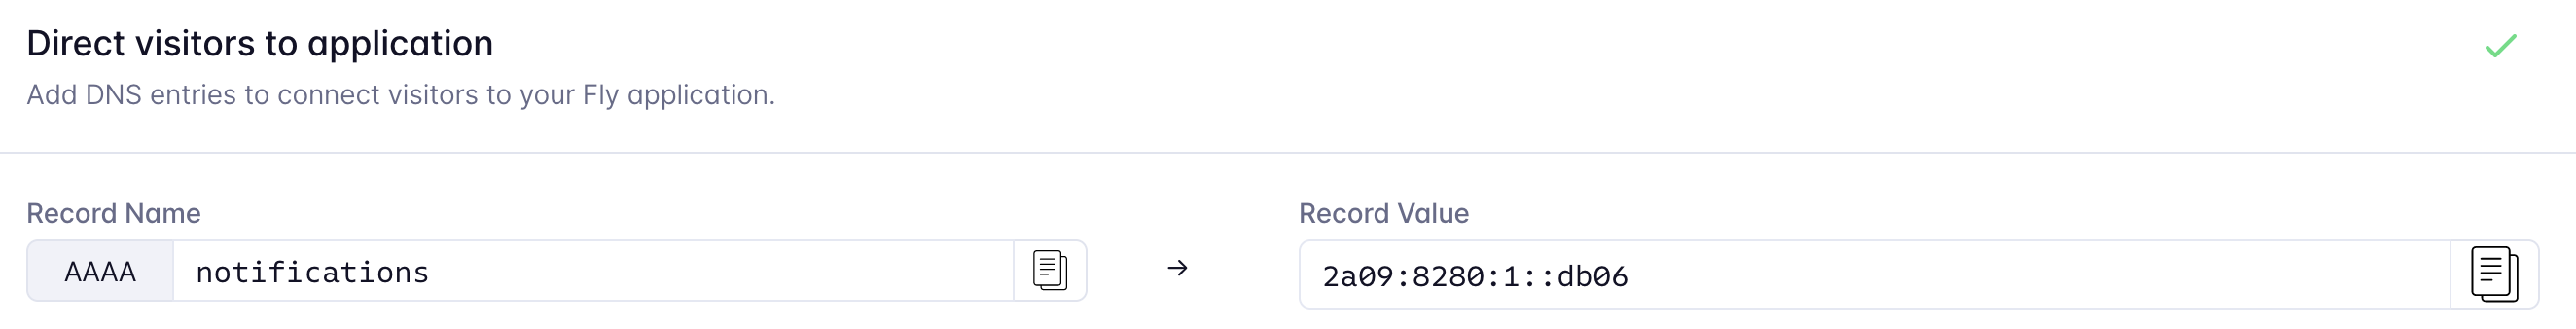 Direct visitors to application
Add DNS entries to connect visitors to your Fly application.
Record Name
Record Value
AAAA notifications → 2a09:8280:1::db06